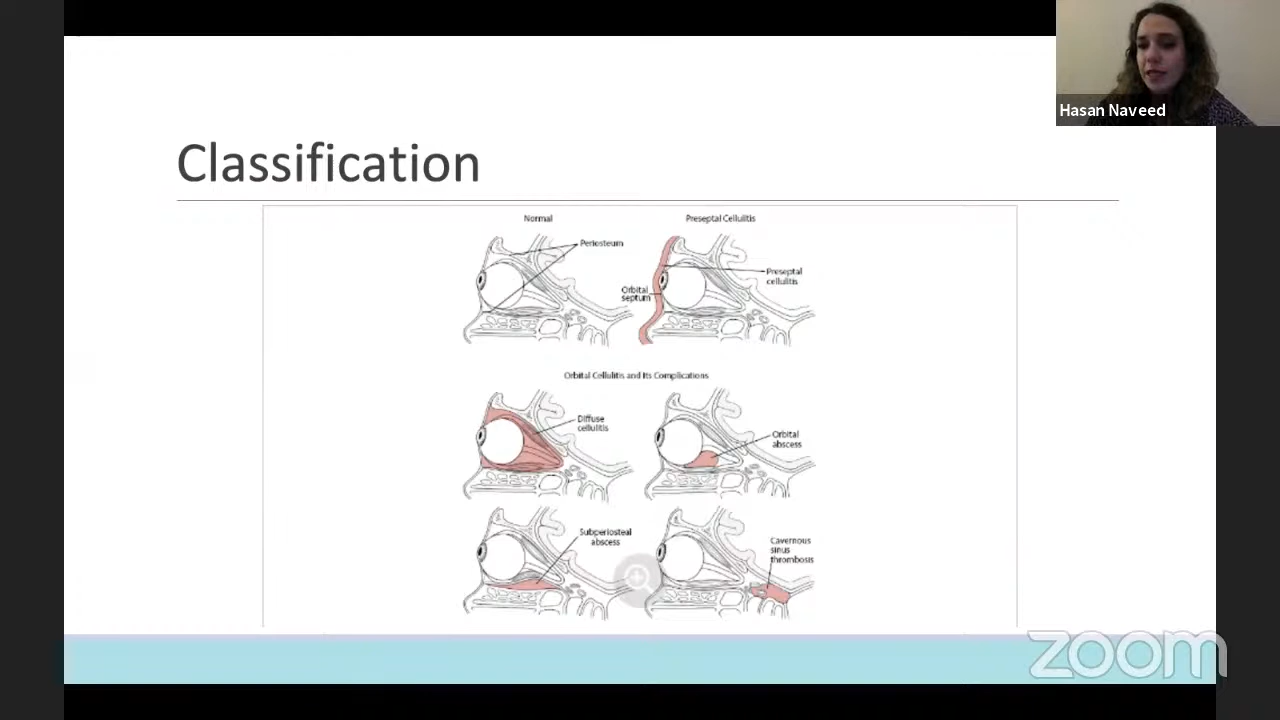 Hasan Naveed
Classification
Normal
Preseptal Cellulitis
Periosteum
Orbital
septum
Preseptal
cellulitis
Orbital Cellulitis and Its Complications
Diffuse
cellulitis
Orbital
abscess
Subperiosteal
abscess
Cavernous
sinus
thrombosis
zoom